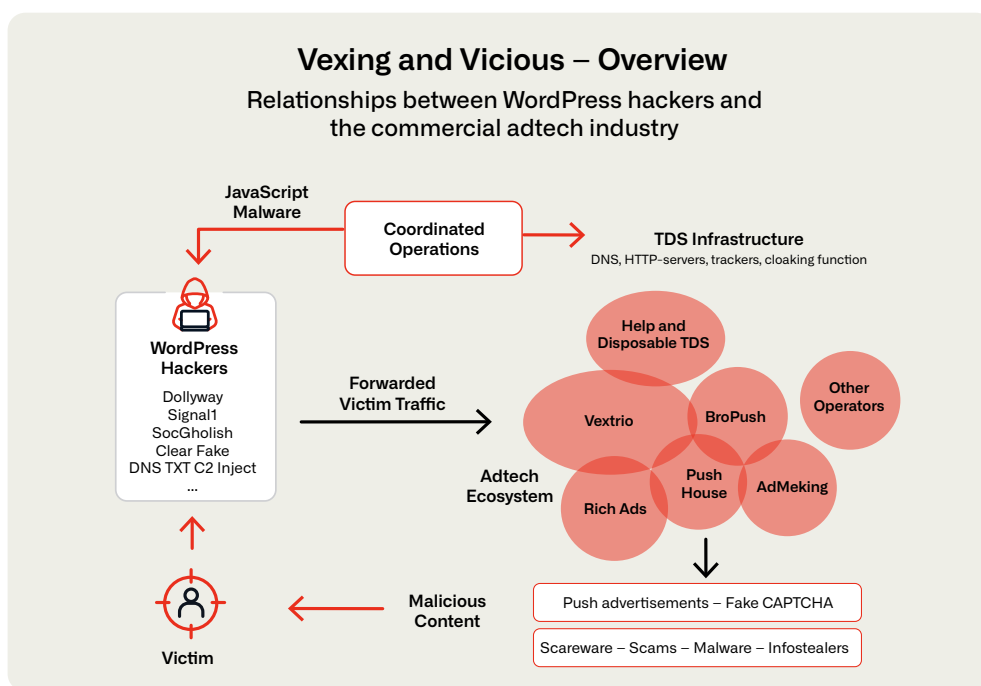 Vexing and Vicious – Overview
Relationships between WordPress hackers and
the commercial adtech industry
JavaScript
Malware
Coordinated
Operations
TDS Infrastructure
DNS, HTTP-servers, trackers, cloaking function
WordPress
Hackers
Dollyway
Signal1
SocGholish
Clear Fake
DNS TXT C2 Inject
...
Forwarded
Victim Traffic
Help and
Disposable TDS
Vextrio
BroPush
Other
Operators
Adtech
Ecosystem
Rich Ads
Push
House
AdMeking
Push advertisements – Fake CAPTCHA
Scareware – Scams – Malware – Infostealers
Malicious
Content
Victim